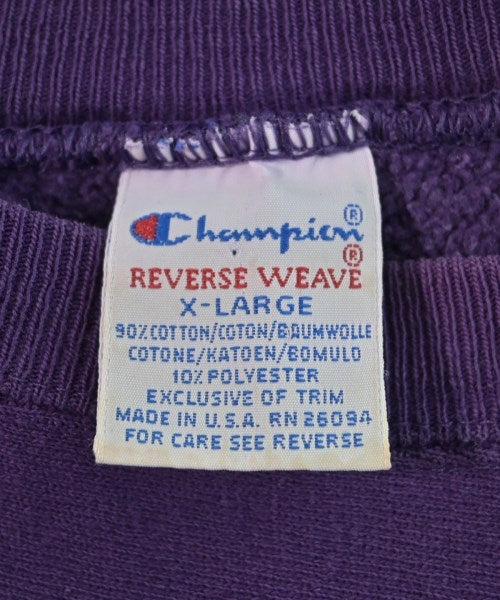 Champion®
REVERSE WEAVE®
X-LARGE
90% COTTON/COTON/BAUMWOLLE
COTONE/KATOEN/BOMULO
10% POLYESTER
EXCLUSIVE OF TRIM
MADE IN U.S.A. RN 26094
FOR CARE SEE REVERSE